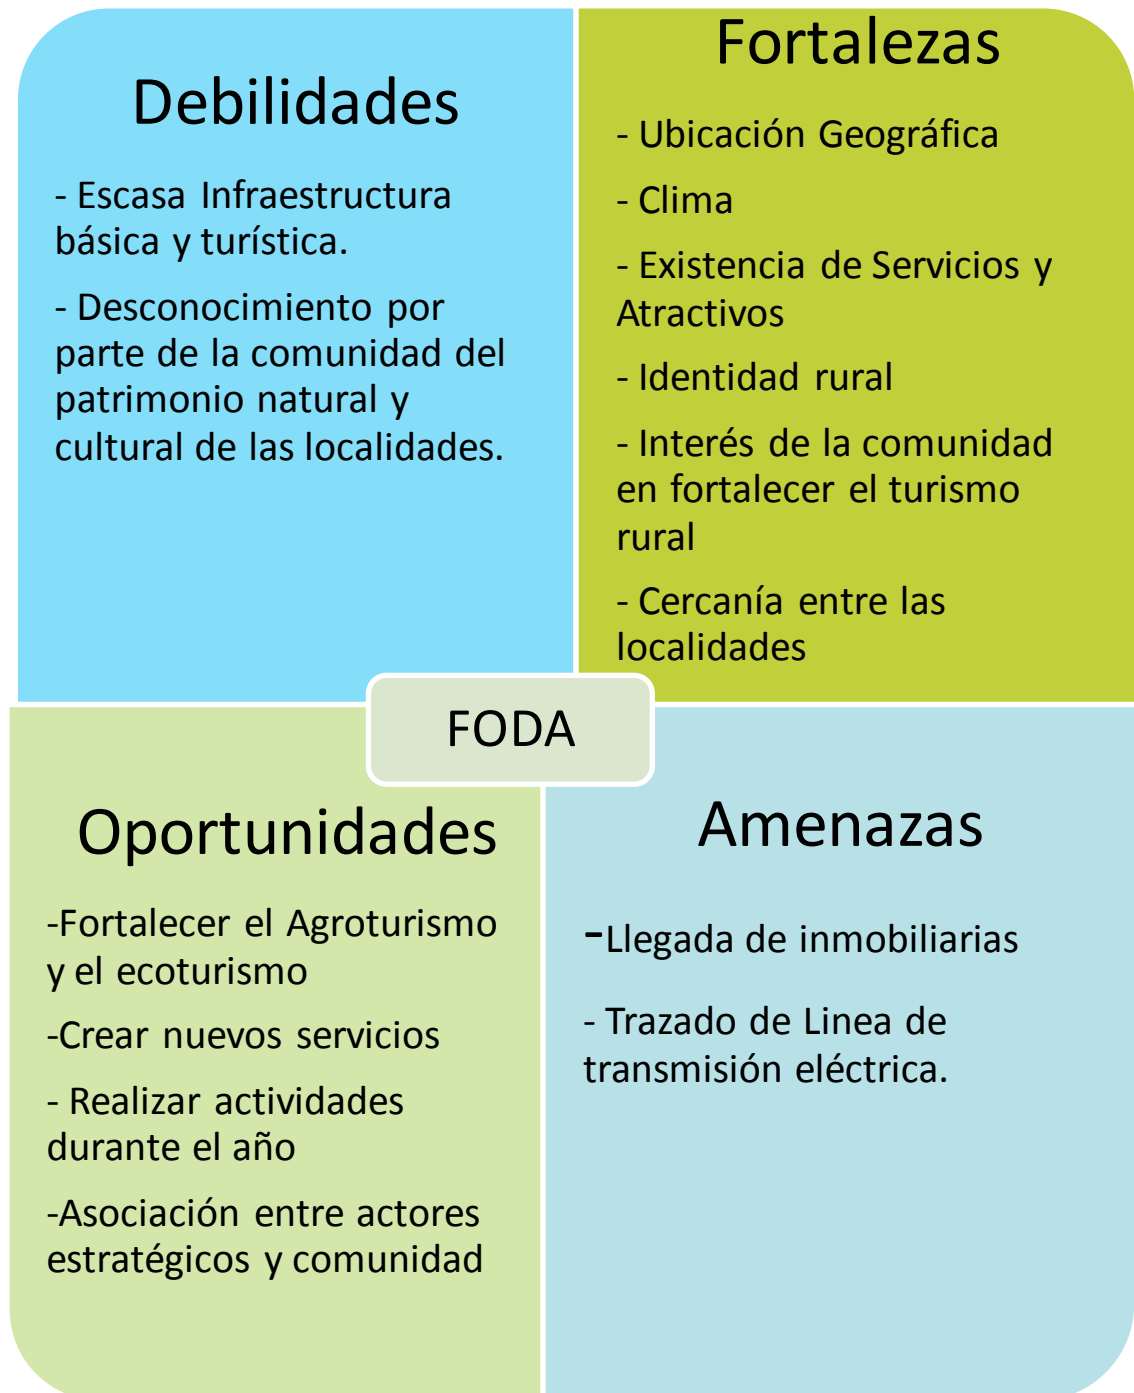 Debilidades
- Escasa Infraestructura
básica y turística.
- Desconocimiento por
parte de la comunidad del
patrimonio natural y
cultural de las localidades.
Fortalezas
- Ubicación Geográfica
- Clima
- Existencia de Servicios y
Atractivos
- Identidad rural
- Interés de la comunidad
en fortalecer el turismo
rural
- Cercanía entre las
localidades
FODA
Oportunidades
-Fortalecer el Agroturismo
y el ecoturismo
-Crear nuevos servicios
- Realizar actividades
durante el año
-Asociación entre actores
estratégicos y comunidad
Amenazas
-Llegada de inmobiliarias
- Trazado de Linea de
transmisión eléctrica.